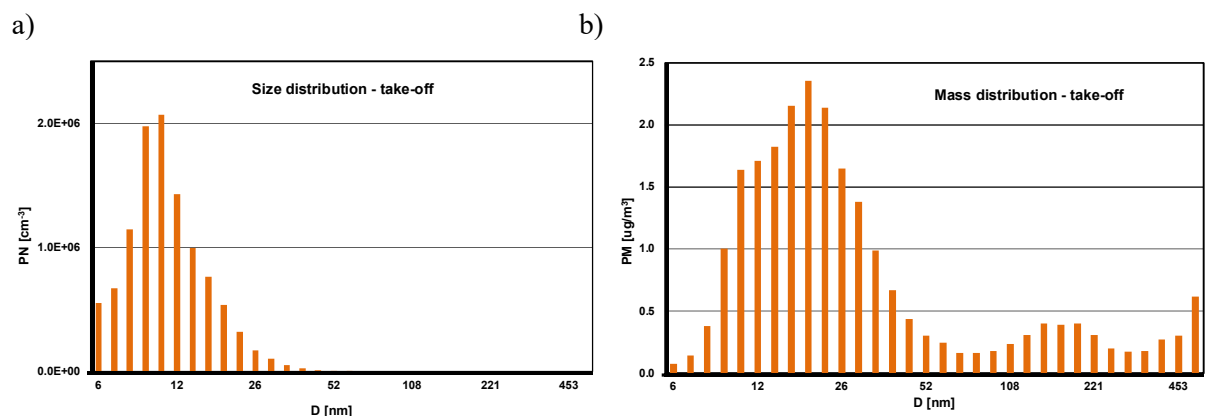 a)
b)
Size distribution - take-off
PN [cm-3]
2.0E+06
1.0E+06
0.0E+00
6 12 26 52 108 221 453
D [nm]
Mass distribution - take-off
PM [ug/m3]
2.5
2.0
1.5
1.0
0.5
0.0
6 12 26 52 108 221 453
D [nm]